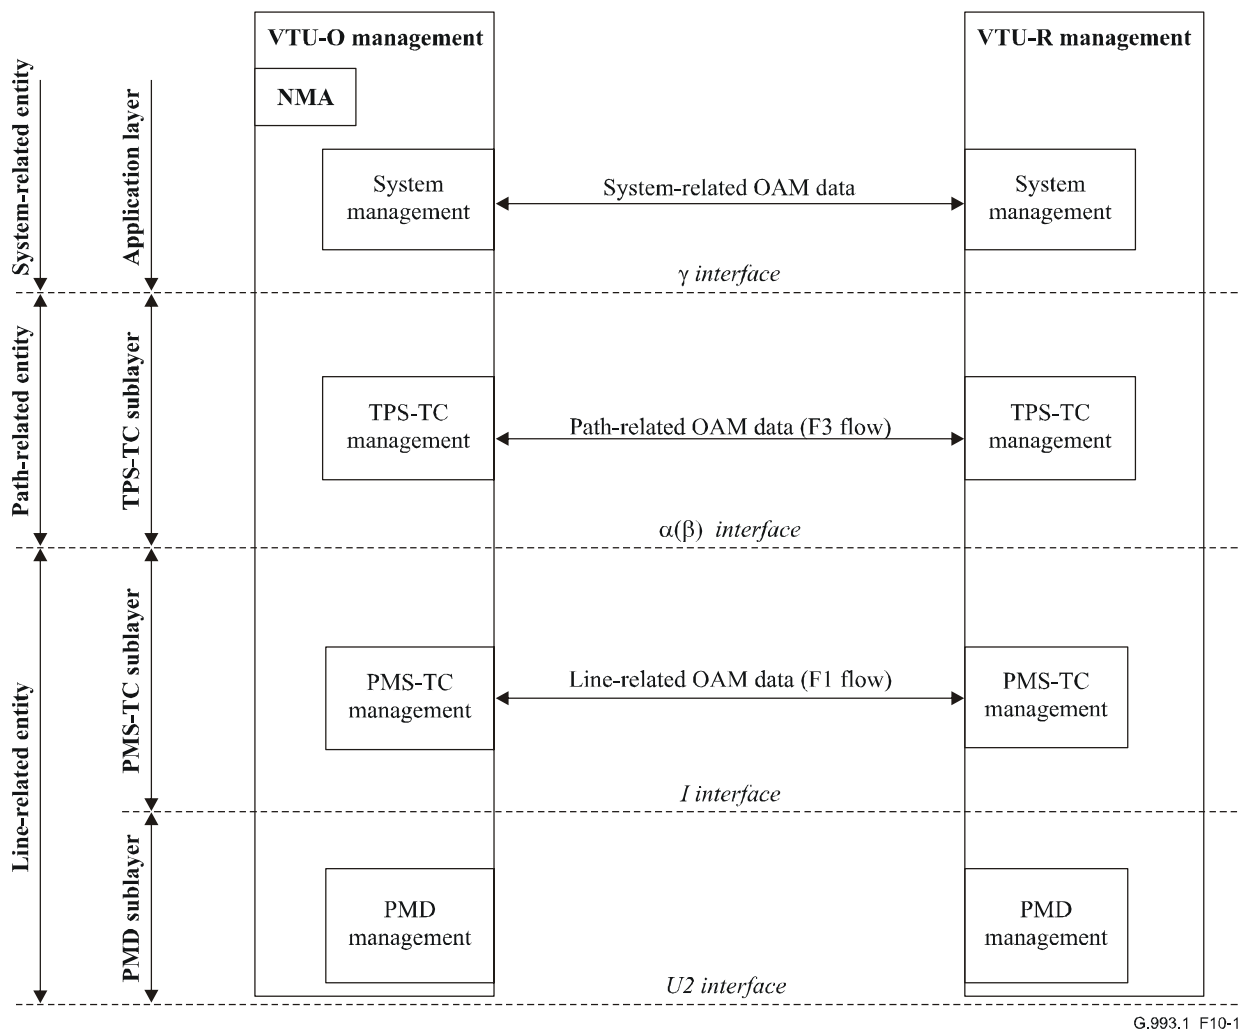 VTU-O management
VTU-R management
NMA
System-related entity
Application layer
System
management
System-related OAM data
System
management
γ interface
Path-related entity
TPS-TC sublayer
TPS-TC
management
Path-related OAM data (F3 flow)
TPS-TC
management
α(β) interface
Line-related entity
PMS-TC sublayer
PMS-TC
management
Line-related OAM data (F1 flow)
PMS-TC
management
I interface
PMD sublayer
PMD
management
PMD
management
U2 interface
G.993.1_F10-1